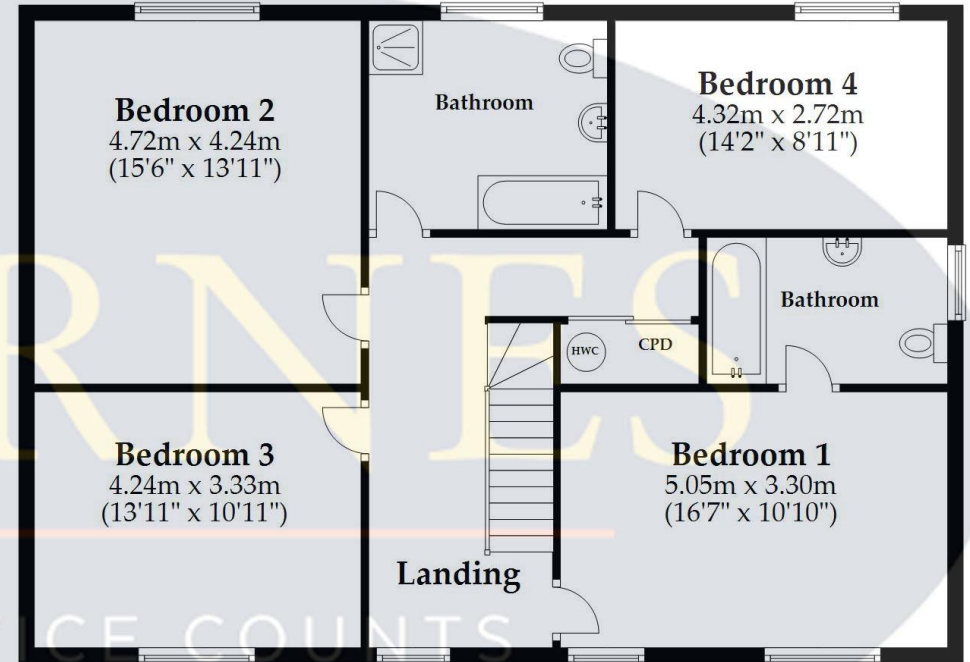 Bedroom 2
4.72m x 4.24m
(15'6" x 13'11")
Bathroom
Bedroom 4
4.32m x 2.72m
(14'2" x 8'11")
Bathroom
HWC
CPD
Bedroom 3
4.24m x 3.33m
(13'11" x 10'11")
Bedroom 1
5.05m x 3.30m
(16'7" x 10'10")
Landing
RNES
ICE COUNTS